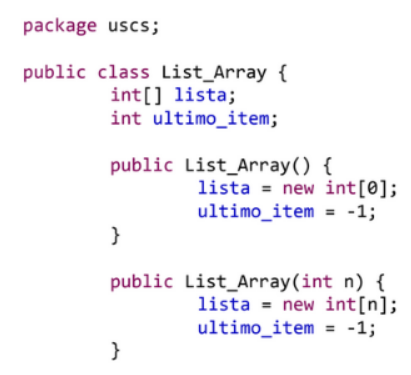 package uscs;
public class List_Array {
int[] lista;
int ultimo_item;
public List_Array() {
lista = new int[0];
ultimo_item = -1;
}
public List_Array(int n) {
lista = new int[n];
ultimo_item = -1;
}